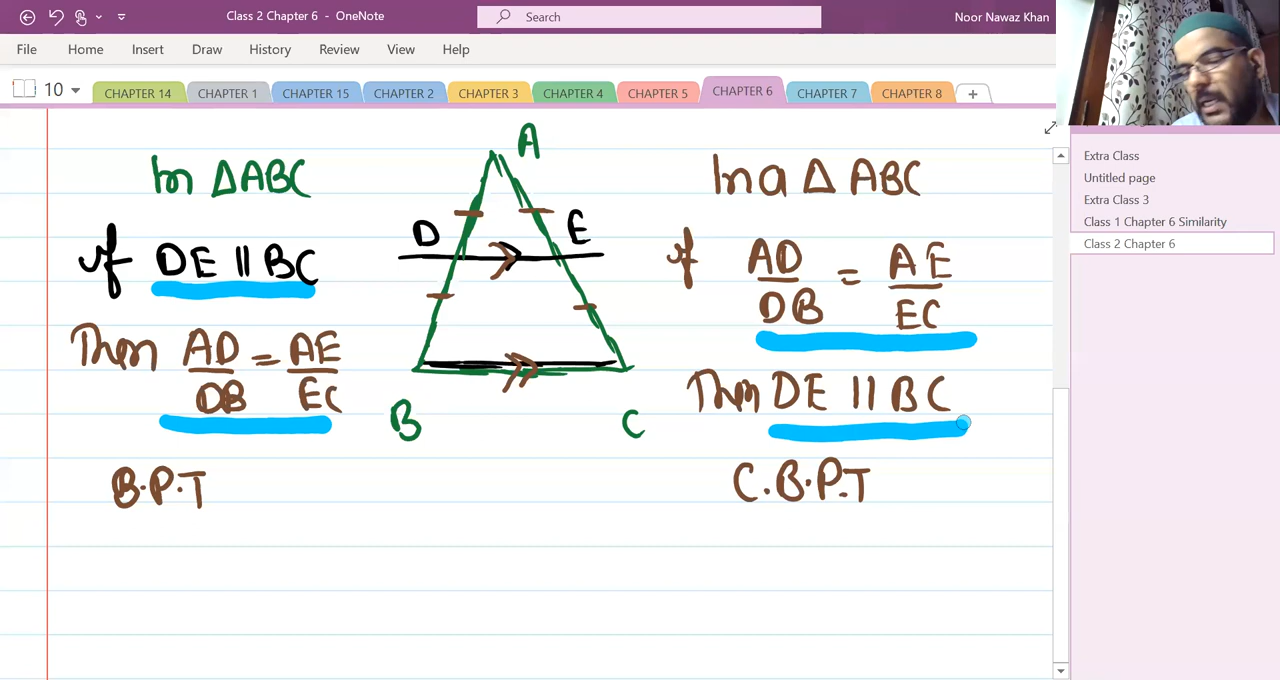 Class 2 Chapter 6 - OneNote
Search
Noor Nawaz Khan
File Home Insert Draw History Review View Help
10 CHAPTER 14 CHAPTER 1 CHAPTER 15 CHAPTER 2 CHAPTER 3 CHAPTER 4 CHAPTER 5 CHAPTER 6 CHAPTER 7 CHAPTER 8 +
Extra Class
Untitled page
Extra Class 3
Class 1 Chapter 6 Similarity
Class 2 Chapter 6
In ΔABC
if DE || BC
Then AD/DB = AE/EC
B.P.T
A
D E
B C
In a Δ ABC
if AD/DB = AE/EC
Then DE || BC
C.B.P.T